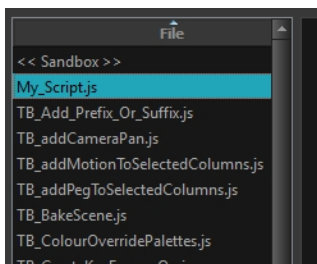 File
<< Sandbox >>
My_Script.js
TB_Add_Prefix_Or_Suffix.js
TB_addCameraPan.js
TB_addMotionToSelectedColumns.js
TB_addPegToSelectedColumns.js
TB_BakeScene.js
TB_ColourOverridePalettes.js